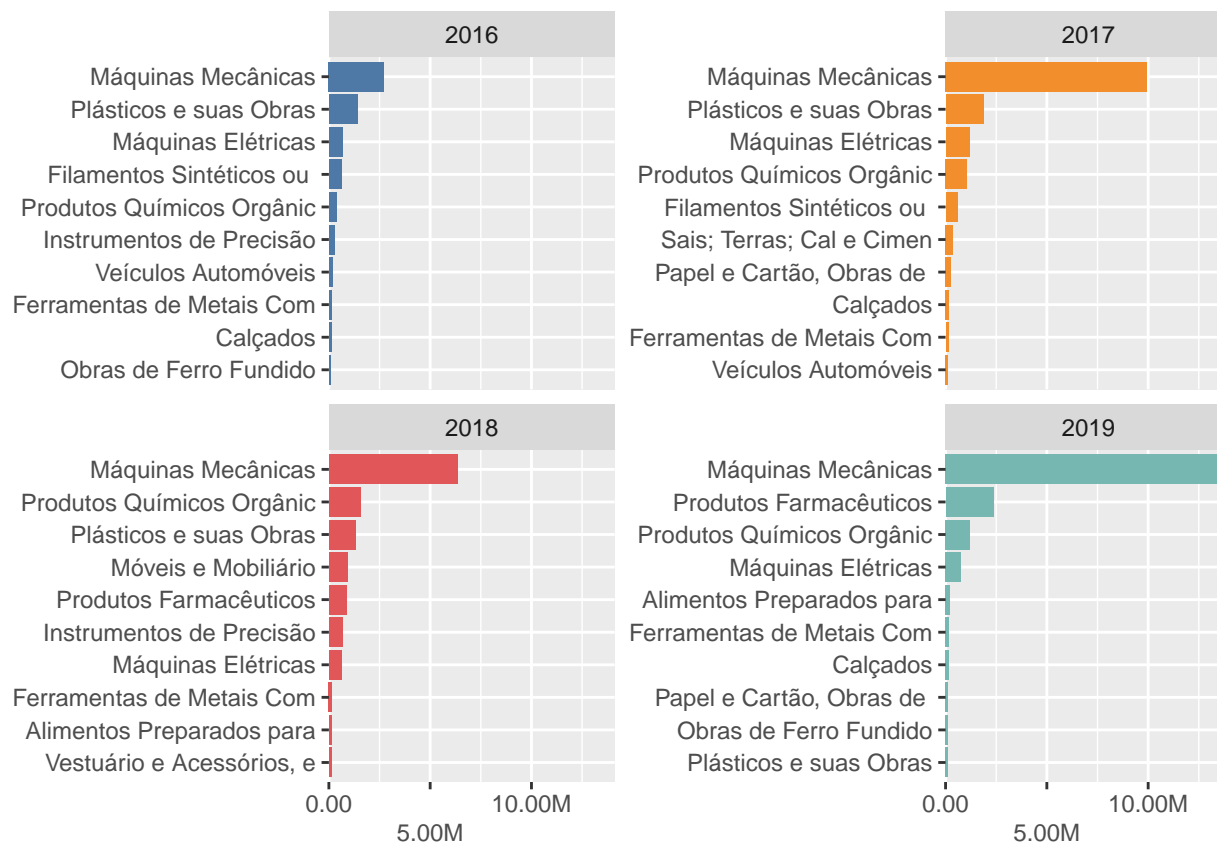 2016
Máquinas Mecânicas
Plásticos e suas Obras
Máquinas Elétricas
Filamentos Sintéticos ou
Produtos Químicos Orgânic
Instrumentos de Precisão
Veículos Automóveis
Ferramentas de Metais Com
Calçados
Obras de Ferro Fundido
2017
Máquinas Mecânicas
Plásticos e suas Obras
Máquinas Elétricas
Produtos Químicos Orgânic
Filamentos Sintéticos ou
Sais; Terras; Cal e Cimen
Papel e Cartão, Obras de
Calçados
Ferramentas de Metais Com
Veículos Automóveis
2018
Máquinas Mecânicas
Produtos Químicos Orgânic
Plásticos e suas Obras
Móveis e Mobiliário
Produtos Farmacêuticos
Instrumentos de Precisão
Máquinas Elétricas
Ferramentas de Metais Com
Alimentos Preparados para
Vestuário e Acessórios, e
0.00 10.00M
5.00M
2019
Máquinas Mecânicas
Produtos Farmacêuticos
Produtos Químicos Orgânic
Máquinas Elétricas
Alimentos Preparados para
Ferramentas de Metais Com
Calçados
Papel e Cartão, Obras de
Obras de Ferro Fundido
Plásticos e suas Obras
0.00 10.00M
5.00M